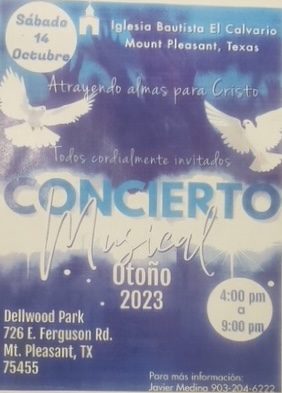 Sábado
14
Octubre
Iglesia Bautista El Calvario
Mount Pleasant, Texas
Atrayendo almas para Cristo
Todos cordialmente invitados
CONCIERTO
Musical
Otoño
2023
4:00 pm
a
9:00 pm
Dellwood Park
726 E. Ferguson Rd.
Mt. Pleasant, TX
75455
Para más información:
Javier Medina 903-204-6222